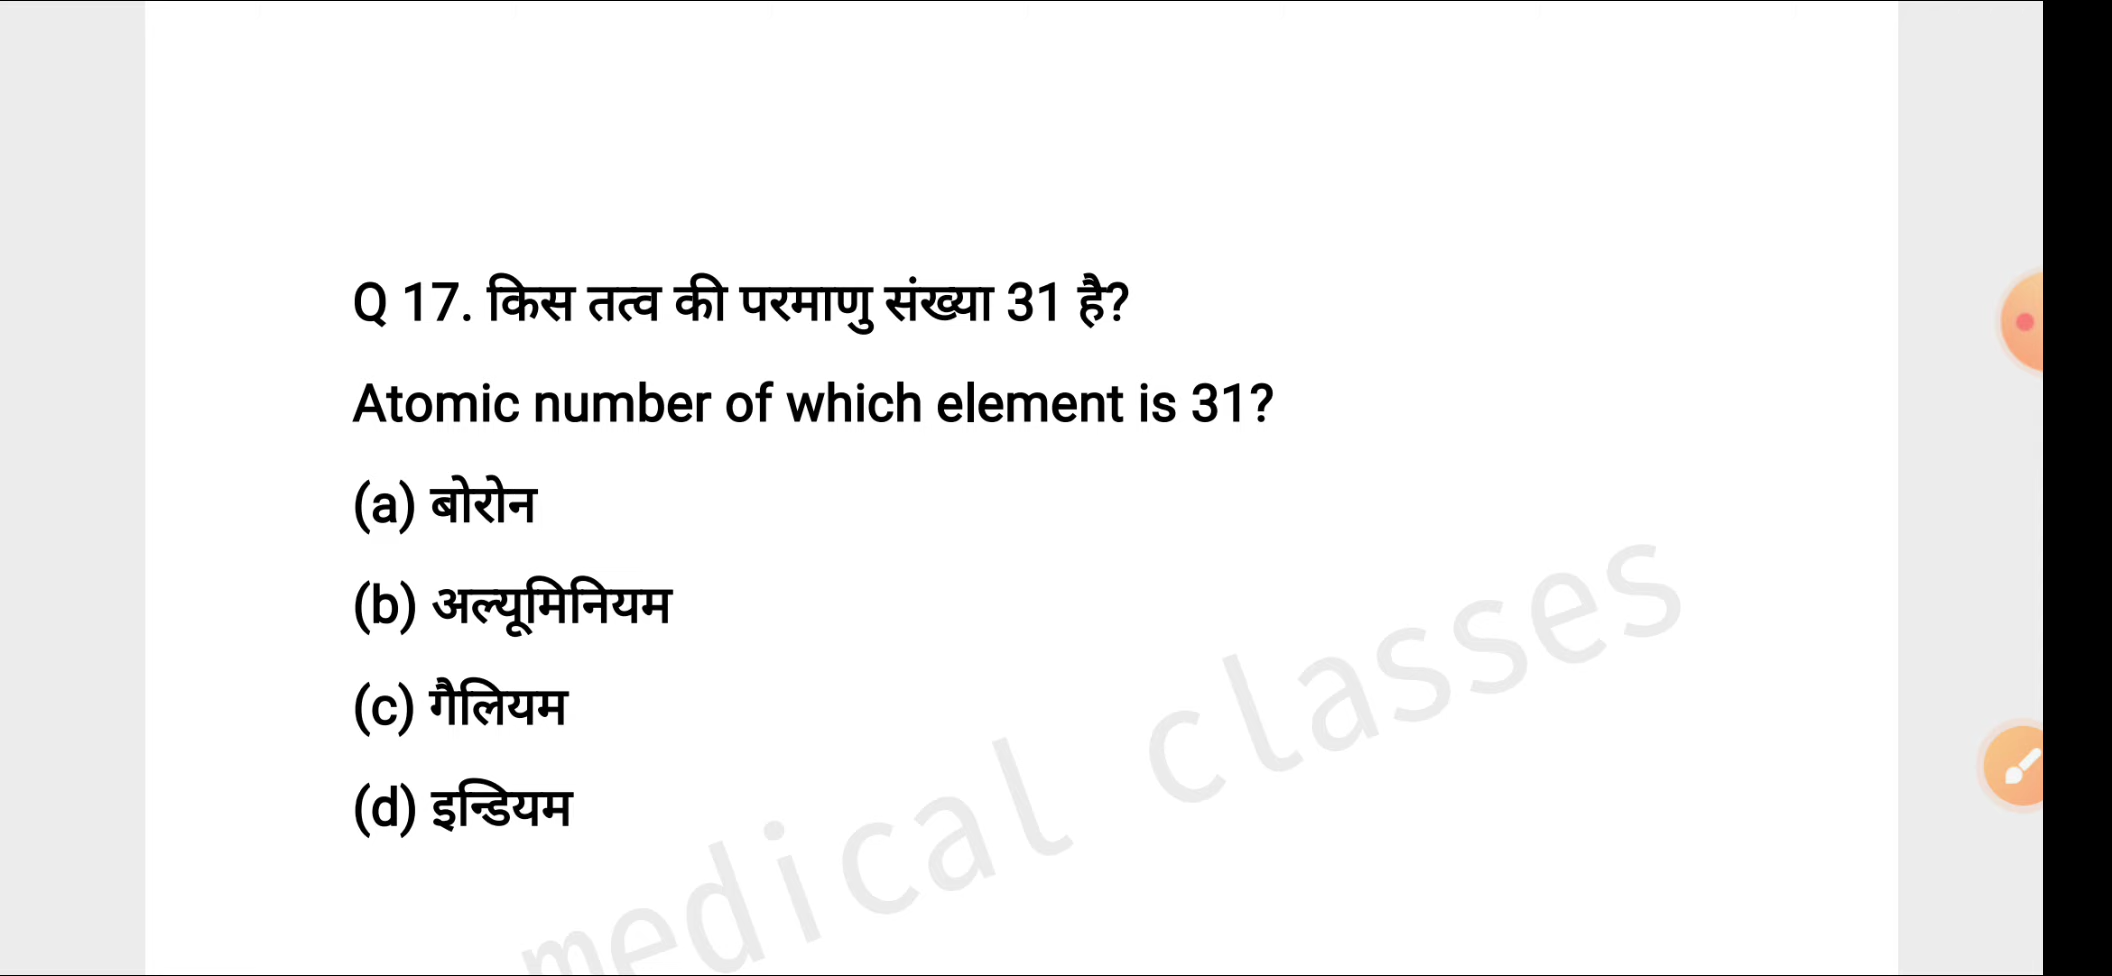 Q 17. किस तत्व की परमाणु संख्या 31 है?
Atomic number of which element is 31?
(a) बोरोन
(b) अल्यूमिनियम
(c) गैलियम
(d) इन्डियम
medical classes